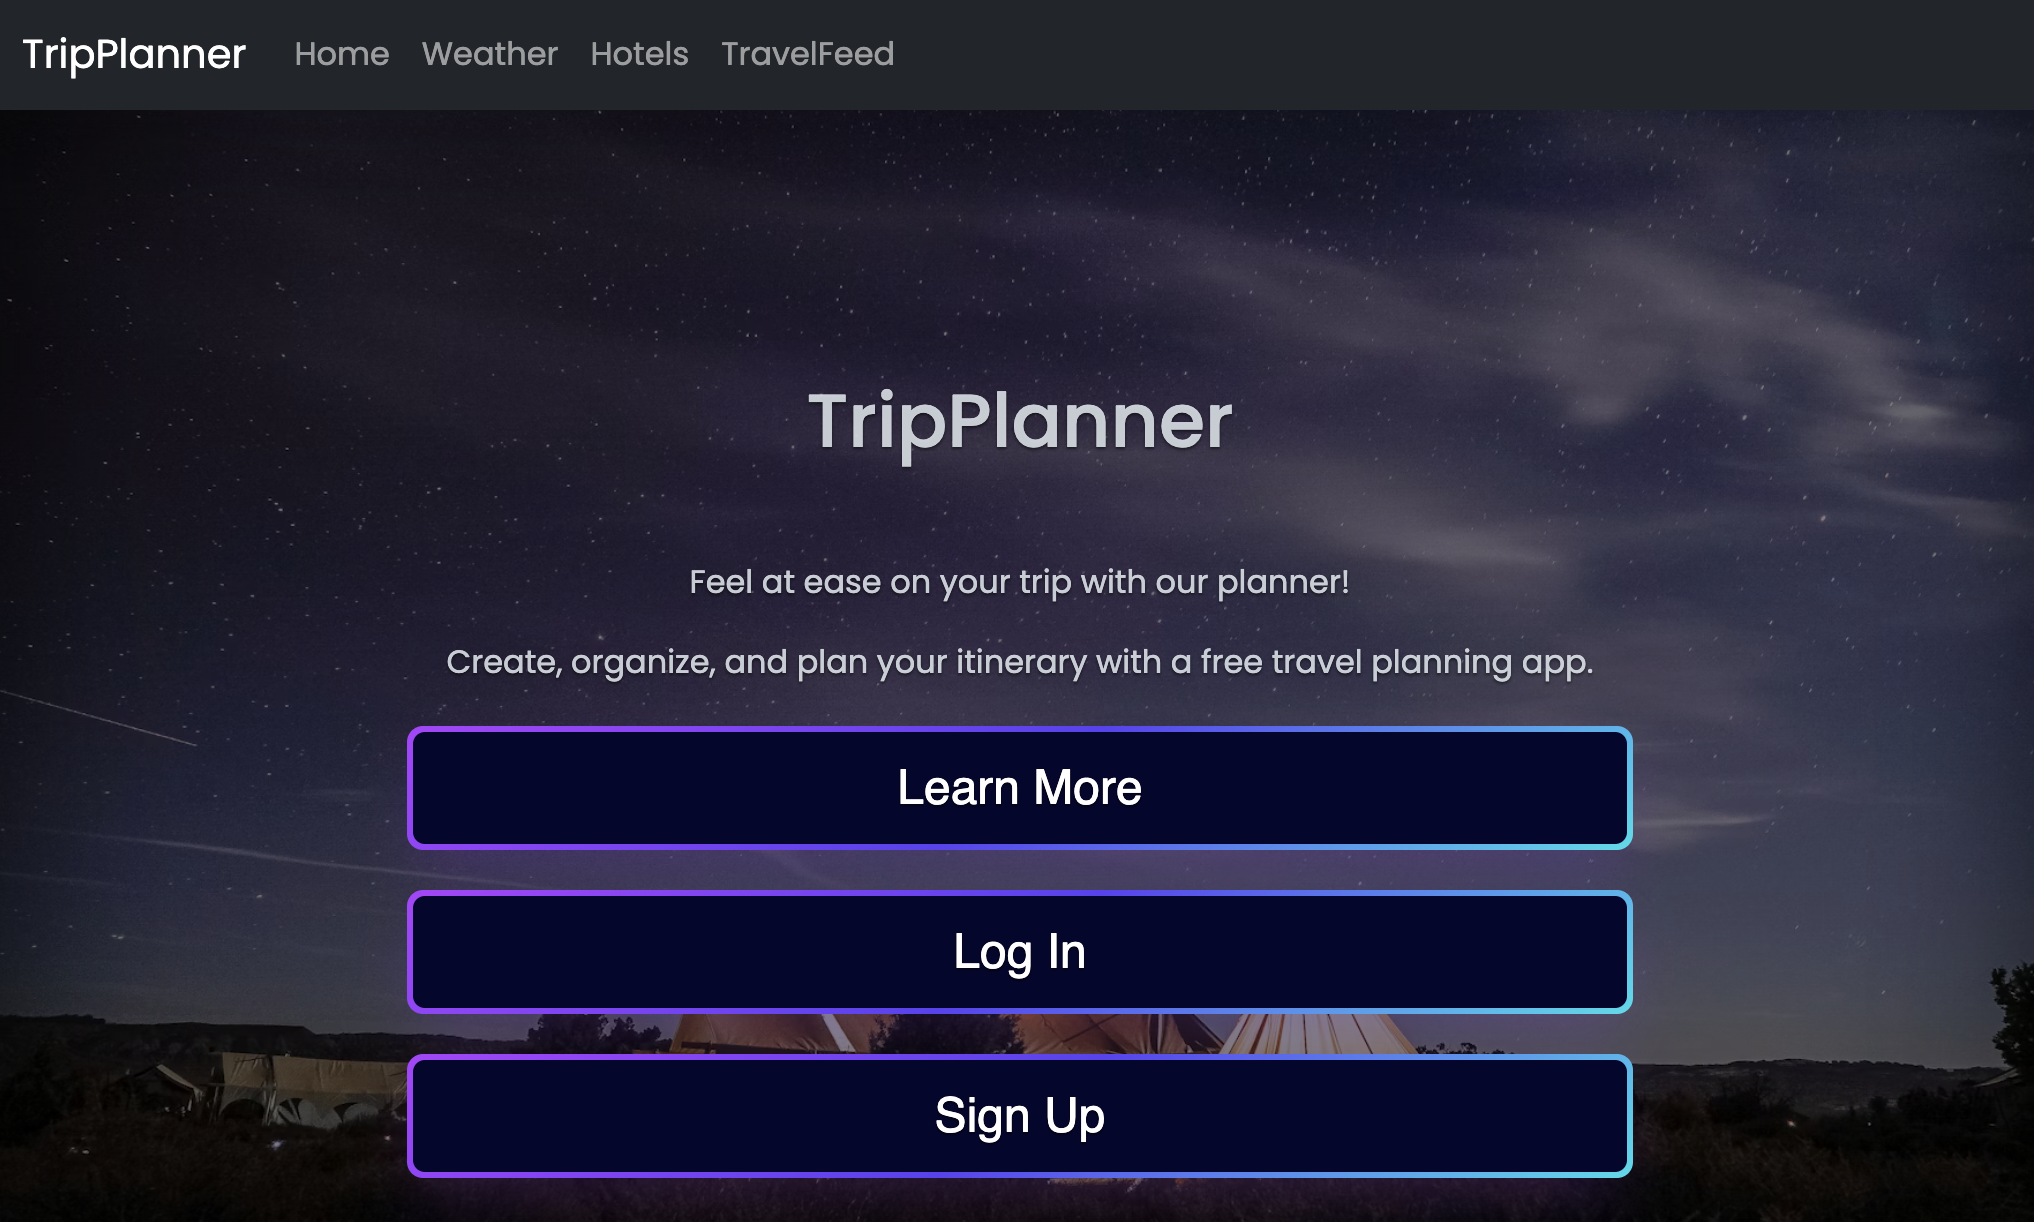 TripPlanner Home Weather Hotels TravelFeed
TripPlanner
Feel at ease on your trip with our planner!
Create, organize, and plan your itinerary with a free travel planning app.
Learn More
Log In
Sign Up